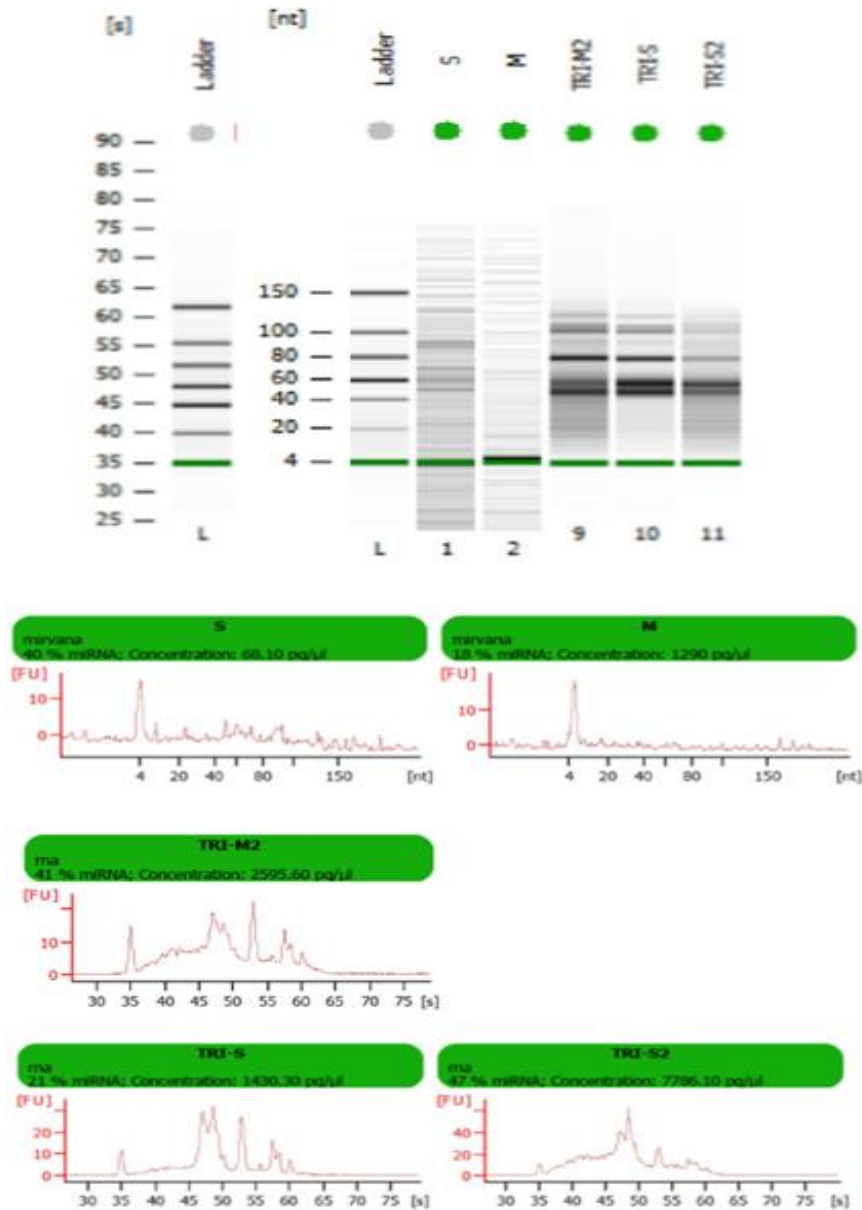 [s] [nt]
Ladder Ladder S M TRI-M2 TRI-S TRI-S2
90
85
80
75
70
65
60
55
50
45
40
35
30
25
150
100
80
60
40
20
4
L L 1 2 9 10 11
S
mirvana
40 % miRNA; Concentration: 68.10 pg/µl
[FU]
10
0
4 20 40 80 150 [nt]
M
mirvana
18 % miRNA; Concentration: 1290 pg/µl
[FU]
10
0
4 20 40 80 150 [nt]
TRI-M2
rna
41 % miRNA; Concentration: 2595.60 pg/µl
[FU]
10
0
30 35 40 45 50 55 60 65 70 75 [s]
TRI-S
rna
21 % miRNA; Concentration: 1430.30 pg/µl
[FU]
20
10
0
30 35 40 45 50 55 60 65 70 75 [s]
TRI-S2
rna
47 % miRNA; Concentration: 7786.10 pg/µl
[FU]
40
20
0
30 35 40 45 50 55 60 65 70 75 [s]